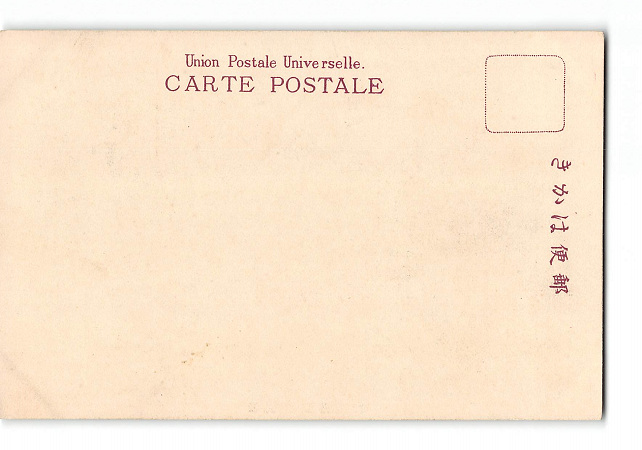 Union Postale Universelle.
CARTE POSTALE
きかは便郵